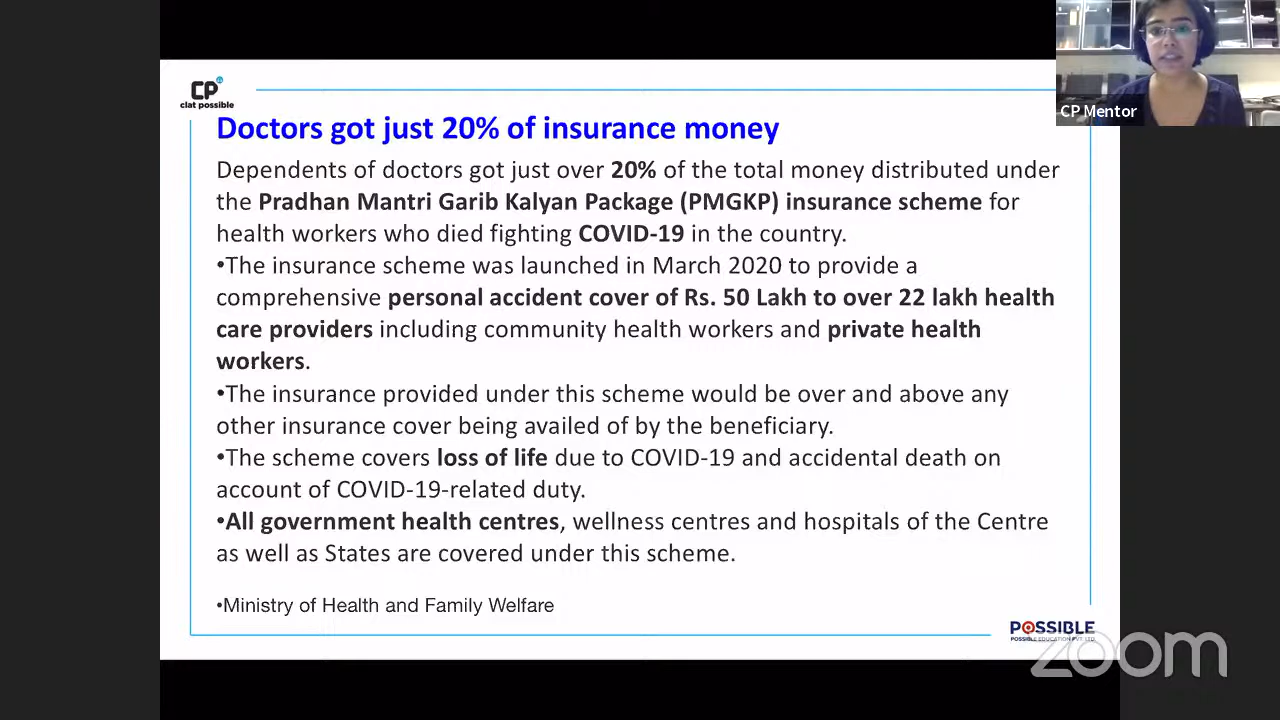 CP
clat possible
CP Mentor
Doctors got just 20% of insurance money
Dependents of doctors got just over 20% of the total money distributed under
the Pradhan Mantri Garib Kalyan Package (PMGKP) insurance scheme for
health workers who died fighting COVID-19 in the country.
•The insurance scheme was launched in March 2020 to provide a
comprehensive personal accident cover of Rs. 50 Lakh to over 22 lakh health
care providers including community health workers and private health
workers.
•The insurance provided under this scheme would be over and above any
other insurance cover being availed of by the beneficiary.
•The scheme covers loss of life due to COVID-19 and accidental death on
account of COVID-19-related duty.
•All government health centres, wellness centres and hospitals of the Centre
as well as States are covered under this scheme.
•Ministry of Health and Family Welfare
POSSIBLE
POSSIBLE EDUCATION PVT. LTD.
zoom